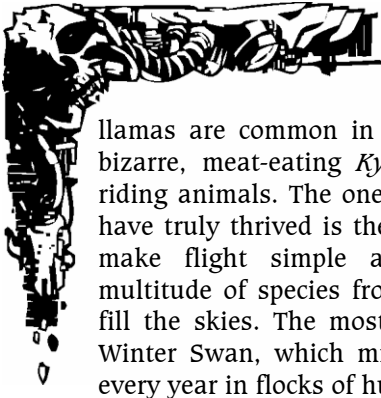 llamas are common in
bizarre, meat-eating
riding animals. The one
have truly thrived is the
make flight simple a
multitude of species fro
fill the skies. The most
Winter Swan, which m
every year in flocks of hu